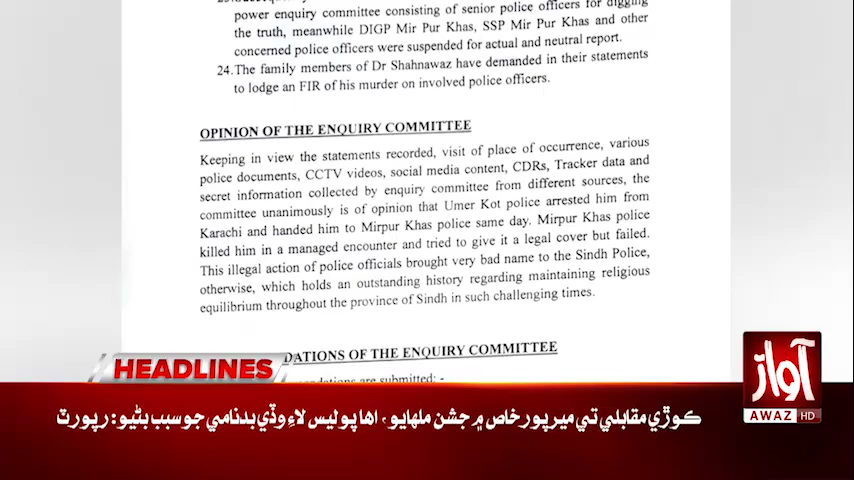 power enquiry committee consisting of senior police officers for digging
the truth, meanwhile DIGP Mir Pur Khas, SSP Mir Pur Khas and other
concerned police officers were suspended for actual and neutral report.
24. The family members of Dr Shahnawaz have demanded in their statements
to lodge an FIR of his murder on involved police officers.
OPINION OF THE ENQUIRY COMMITTEE
Keeping in view the statements recorded, visit of place of occurrence, various
police documents, CCTV videos, social media content, CDRs, Tracker data and
secret information collected by enquiry committee from different sources, the
committee unanimously is of opinion that Umer Kot police arrested him from
Karachi and handed him to Mirpur Khas police same day. Mirpur Khas police
killed him in a managed encounter and tried to give it a legal cover but failed.
This illegal action of police officials brought very bad name to the Sindh Police,
otherwise, which holds an outstanding history regarding maintaining religious
equilibrium throughout the province of Sindh in such challenging times.
DATIONS OF THE ENQUIRY COMMITTEE
are submitted: -
HEADLINES
ڪوڙي مقابلي تي ميرپورخاص ۾ جشن ملهايو، اها پوليس لاءِ وڏي بدنامي جو سبب بڻيو: رپورٽ
آواز
AWAZ HD